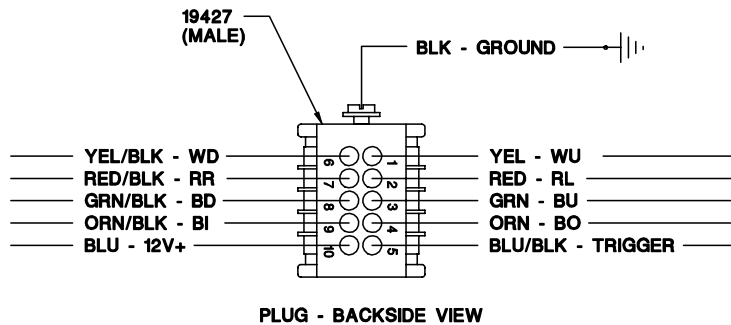 19427
(MALE)
BLK - GROUND
YEL/BLK - WD 6 1 YEL - WU
RED/BLK - RR 7 2 RED - RL
GRN/BLK - BD 8 3 GRN - BU
ORN/BLK - BI 9 4 ORN - BO
BLU - 12V+ 10 5 BLU/BLK - TRIGGER
PLUG - BACKSIDE VIEW